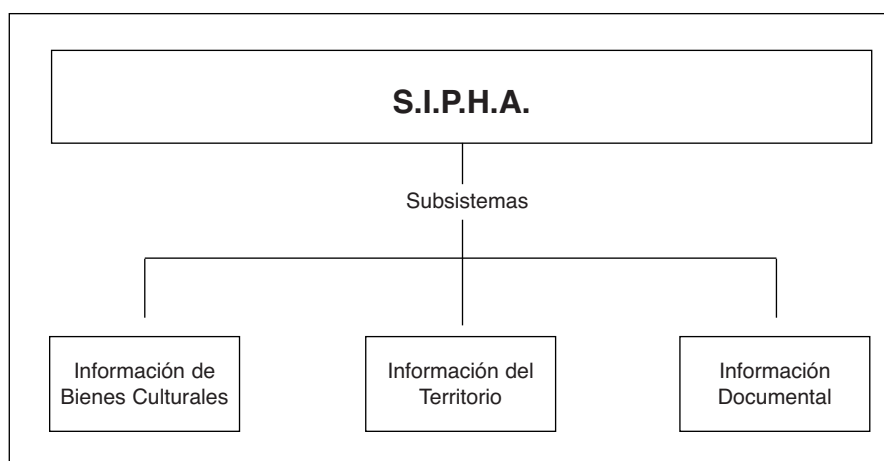 S.I.P.H.A.
Subsistemas
Información de
Bienes Culturales
Información del
Territorio
Información
Documental